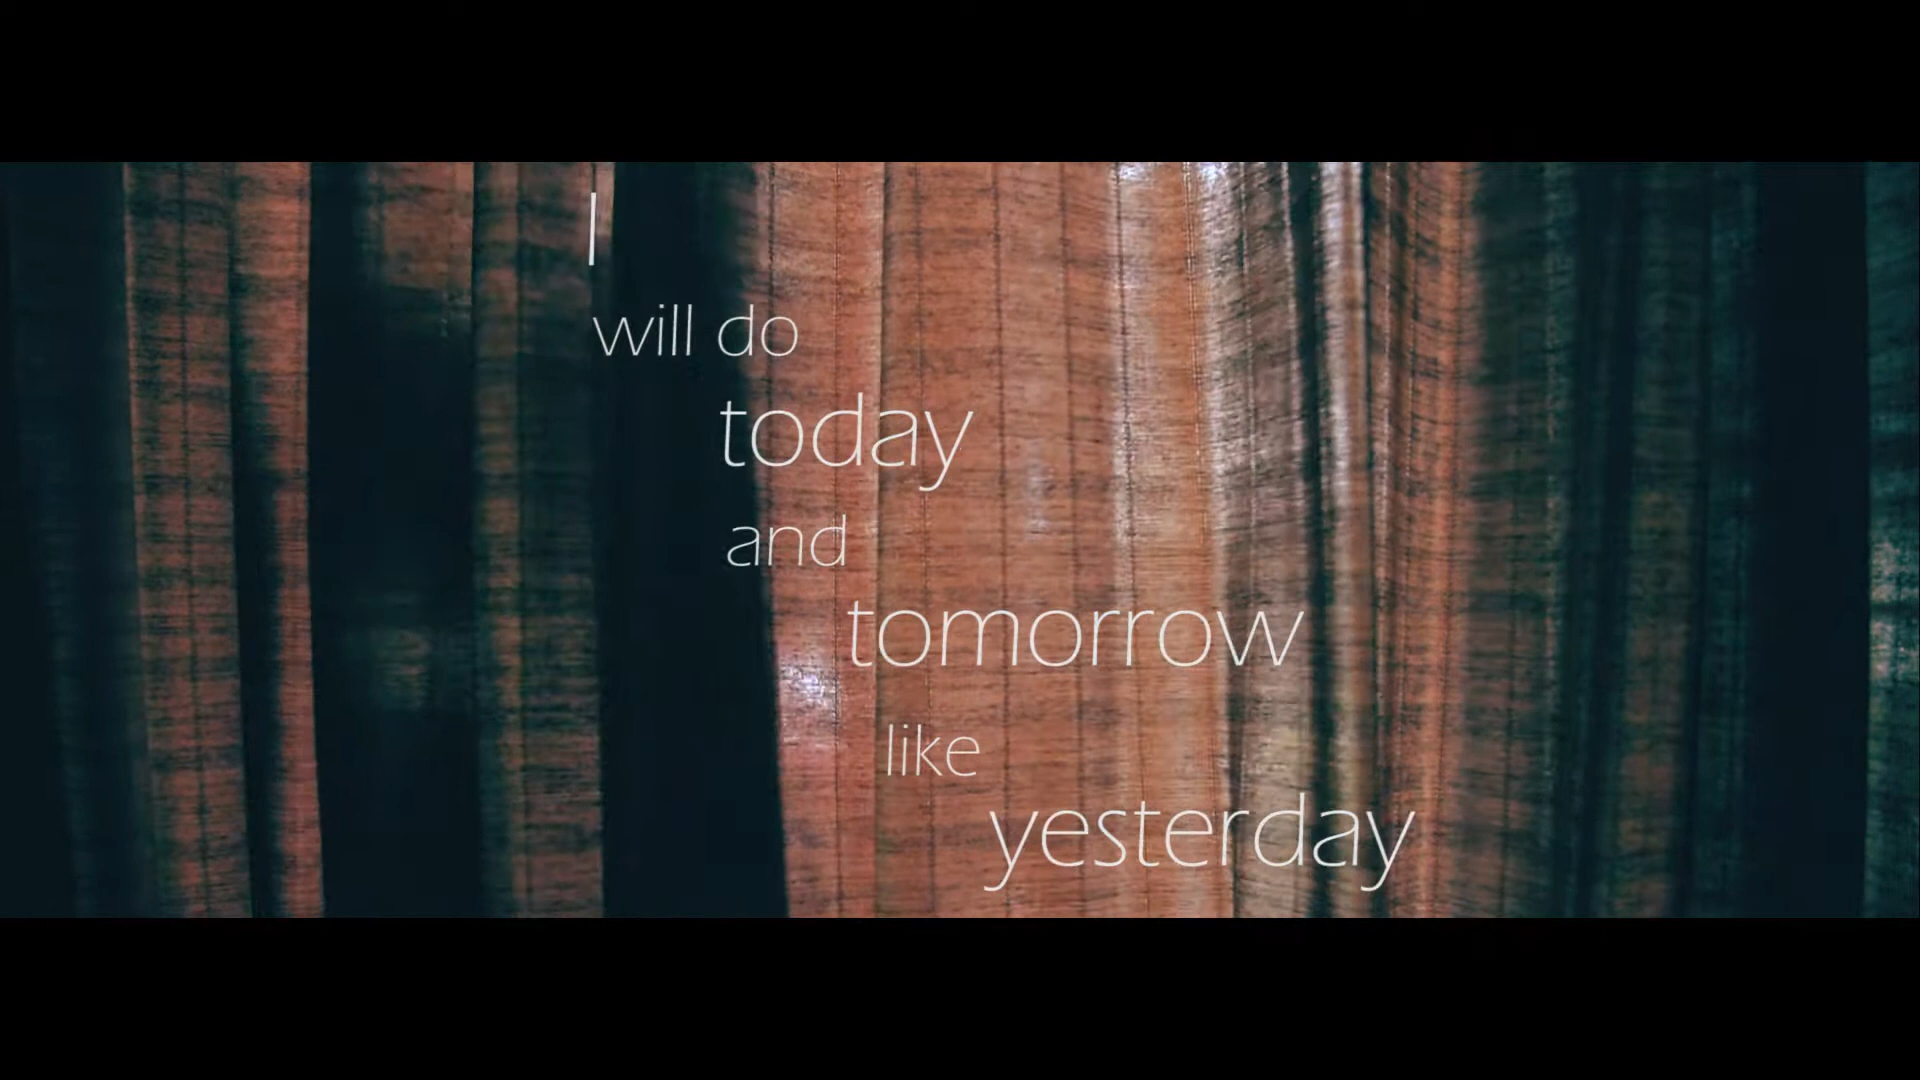 I
will do
today
and
tomorrow
like
yesterday